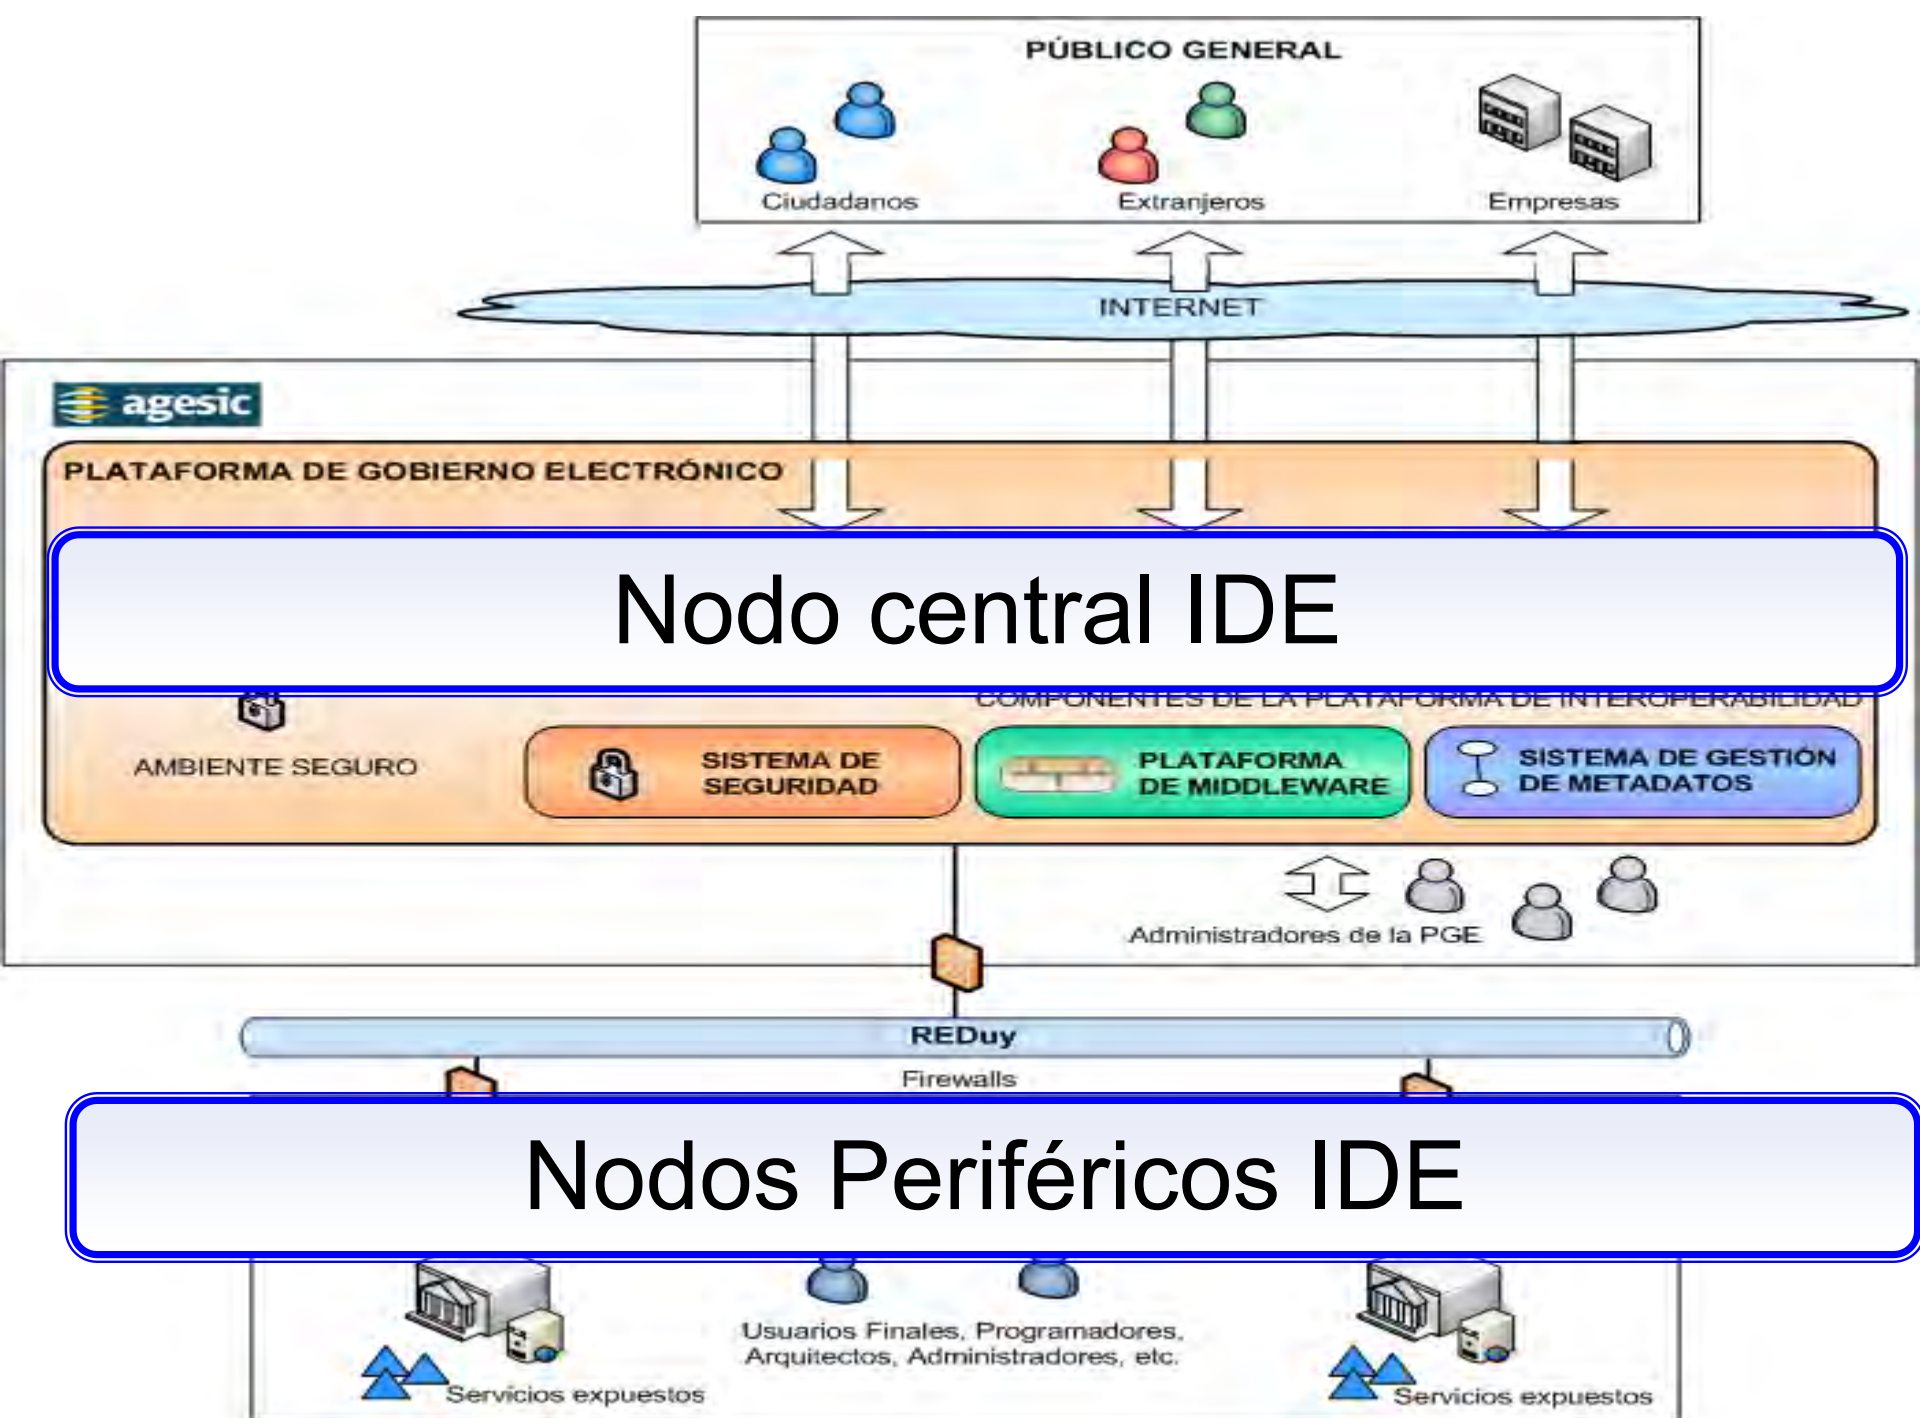 PÚBLICO GENERAL
Ciudadanos
Extranjeros
Empresas
INTERNET
agesic
PLATAFORMA DE GOBIERNO ELECTRÓNICO
Nodo central IDE
COMPONENTES DE LA PLATAFORMA DE INTEROPERABILIDAD
AMBIENTE SEGURO
SISTEMA DE
SEGURIDAD
PLATAFORMA
DE MIDDLEWARE
SISTEMA DE GESTIÓN
DE METADATOS
Administradores de la PGE
REDuy
Firewalls
Nodos Periféricos IDE
Usuarios Finales, Programadores,
Arquitectos, Administradores, etc.
Servicios expuestos
Servicios expuestos